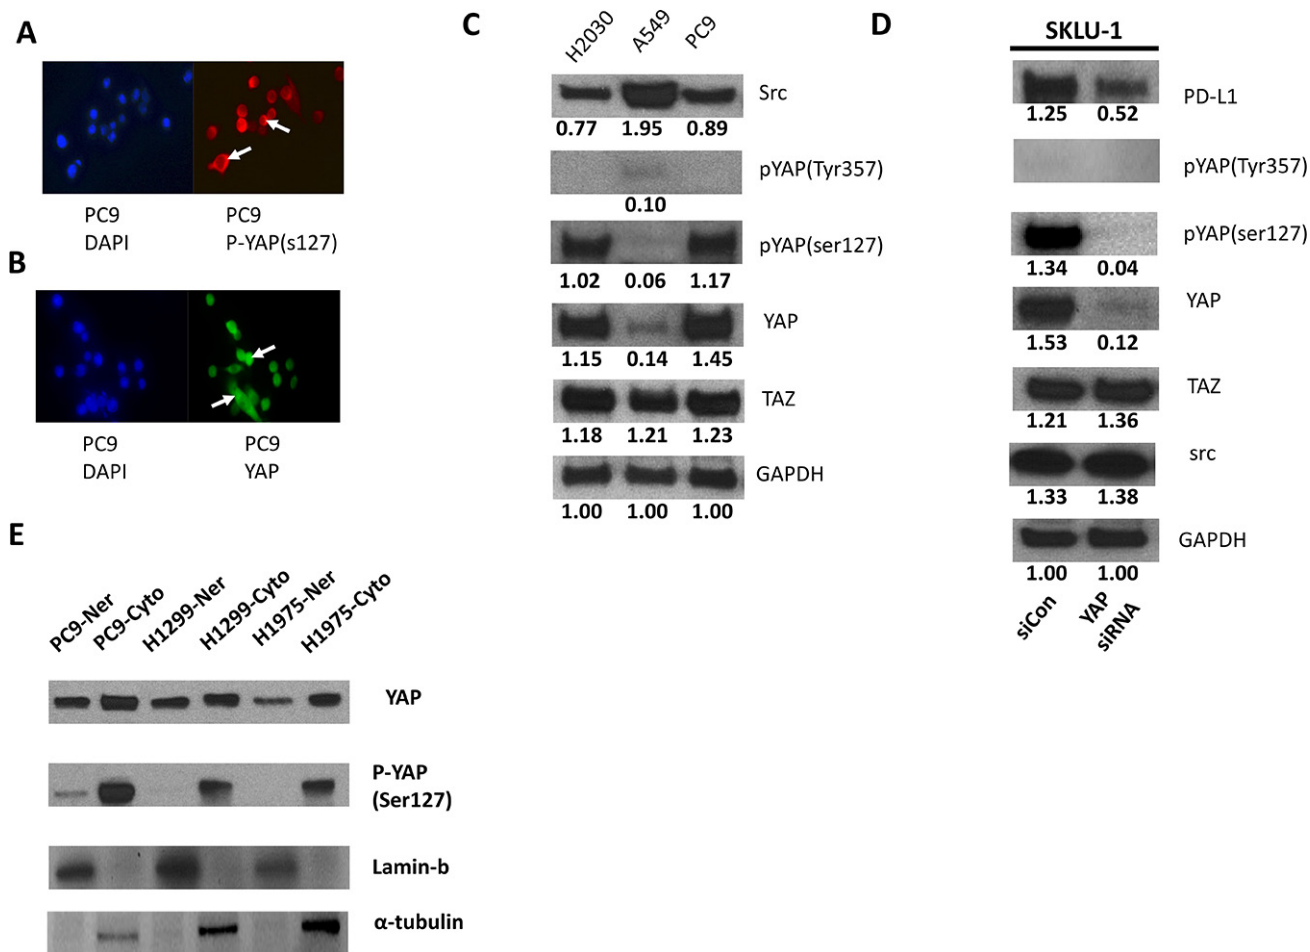 A
PC9
DAPI
PC9
P-YAP(s127)
B
PC9
DAPI
PC9
YAP
C
H2030
A549
PC9
Src
0.77 1.95 0.89
pYAP(Tyr357)
0.10
pYAP(ser127)
1.02 0.06 1.17
YAP
1.15 0.14 1.45
TAZ
1.18 1.21 1.23
GAPDH
1.00 1.00 1.00
D
SKLU-1
PD-L1
1.25 0.52
pYAP(Tyr357)
pYAP(ser127)
1.34 0.04
YAP
1.53 0.12
TAZ
1.21 1.36
src
1.33 1.38
GAPDH
1.00 1.00
siCon
YAP
siRNA
E
PC9-Ner
PC9-Cyto
H1299-Ner
H1299-Cyto
H1975-Ner
H1975-Cyto
YAP
P-YAP
(Ser127)
Lamin-b
α-tubulin